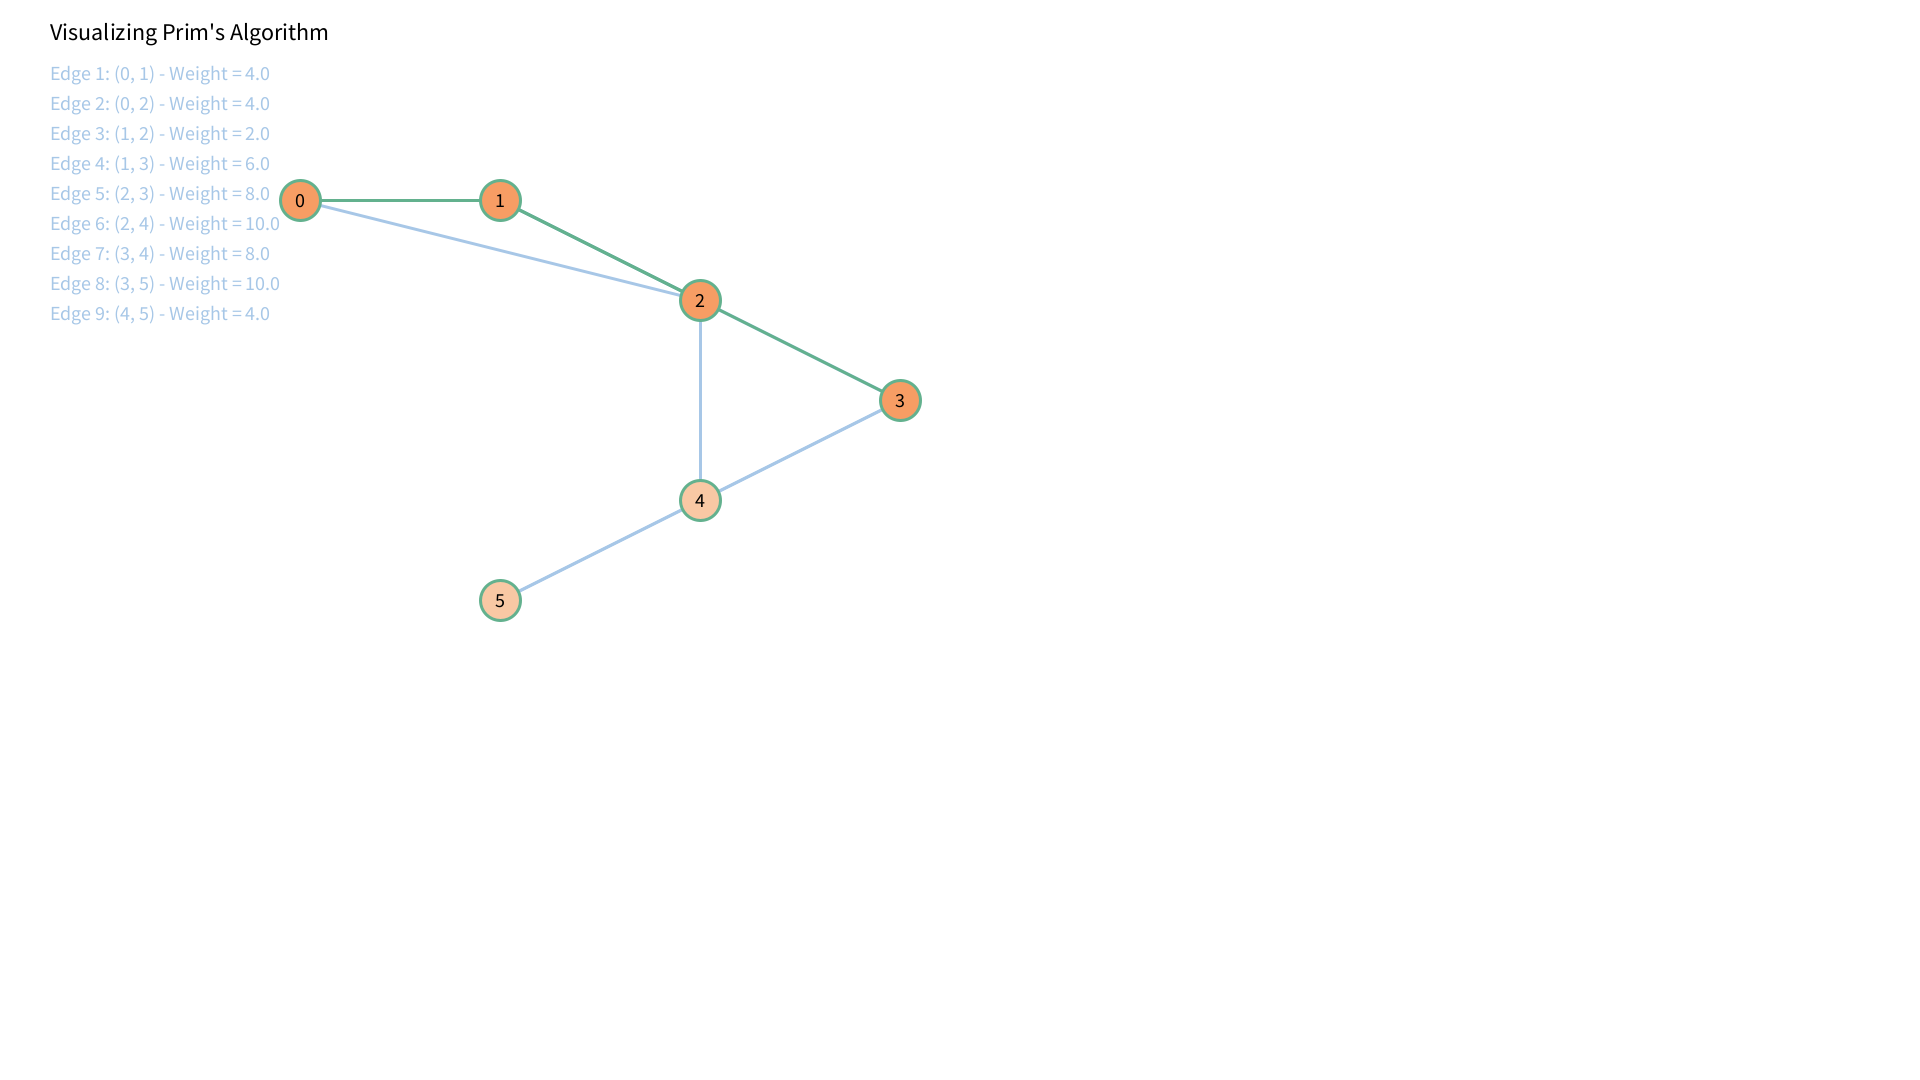 Visualizing Prim's Algorithm
Edge 1: (0, 1) - Weight = 4.0
Edge 2: (0, 2) - Weight = 4.0
Edge 3: (1, 2) - Weight = 2.0
Edge 4: (1, 3) - Weight = 6.0
Edge 5: (2, 3) - Weight = 8.0
Edge 6: (2, 4) - Weight = 10.0
Edge 7: (3, 4) - Weight = 8.0
Edge 8: (3, 5) - Weight = 10.0
Edge 9: (4, 5) - Weight = 4.0
0
1
2
3
4
5